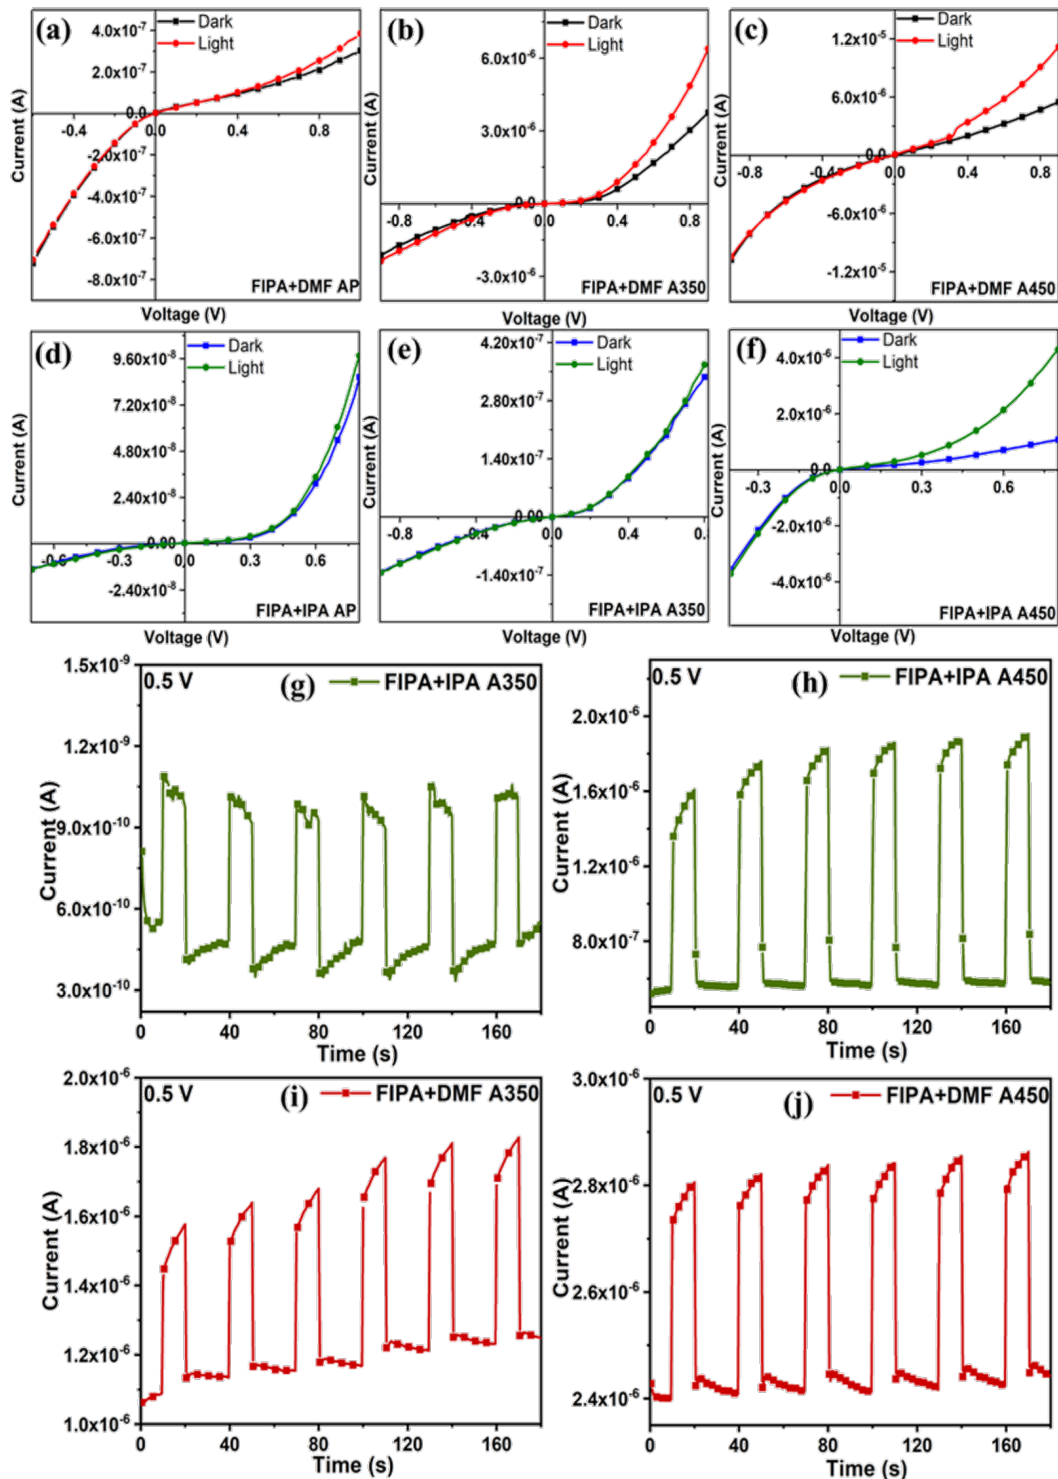 (a)
Dark
Light
4.0x10-7
2.0x10-7
0.0
-2.0x10-7
-4.0x10-7
-6.0x10-7
-8.0x10-7
-0.4
0.0
0.4
0.8
Current (A)
FIPA+DMF AP
Voltage (V)
(b)
Dark
Light
6.0x10-6
3.0x10-6
0.0
-3.0x10-6
-0.8
-0.4
0.0
0.4
0.8
Current (A)
FIPA+DMF A350
Voltage (V)
(c)
Dark
Light
1.2x10-5
6.0x10-6
0.0
-6.0x10-6
-1.2x10-5
-0.8
-0.4
0.0
0.4
0.8
Current (A)
FIPA+DMF A450
Voltage (V)
(d)
Dark
Light
9.60x10-8
7.20x10-8
4.80x10-8
2.40x10-8
0.00
-2.40x10-8
-0.6
-0.3
0.0
0.3
0.6
Current (A)
FIPA+IPA AP
Voltage (V)
(e)
Dark
Light
4.20x10-7
2.80x10-7
1.40x10-7
0.00
-1.40x10-7
-0.8
-0.4
0.0
0.4
0.8
Current (A)
FIPA+IPA A350
Voltage (V)
(f)
Dark
Light
4.0x10-6
2.0x10-6
0.0
-2.0x10-6
-4.0x10-6
-0.3
0.0
0.3
0.6
Current (A)
FIPA+IPA A450
Voltage (V)
0.5 V
(g)
FIPA+IPA A350
1.5x10-9
1.2x10-9
9.0x10-10
6.0x10-10
3.0x10-10
Current (A)
0 40 80 120 160
Time (s)
0.5 V
(h)
FIPA+IPA A450
2.0x10-6
1.6x10-6
1.2x10-6
8.0x10-7
Current (A)
0 40 80 120 160
Time (s)
0.5 V
(i)
FIPA+DMF A350
2.0x10-6
1.8x10-6
1.6x10-6
1.4x10-6
1.2x10-6
1.0x10-6
Current (A)
0 40 80 120 160
Time (s)
0.5 V
(j)
FIPA+DMF A450
3.0x10-6
2.8x10-6
2.6x10-6
2.4x10-6
Current (A)
0 40 80 120 160
Time (s)